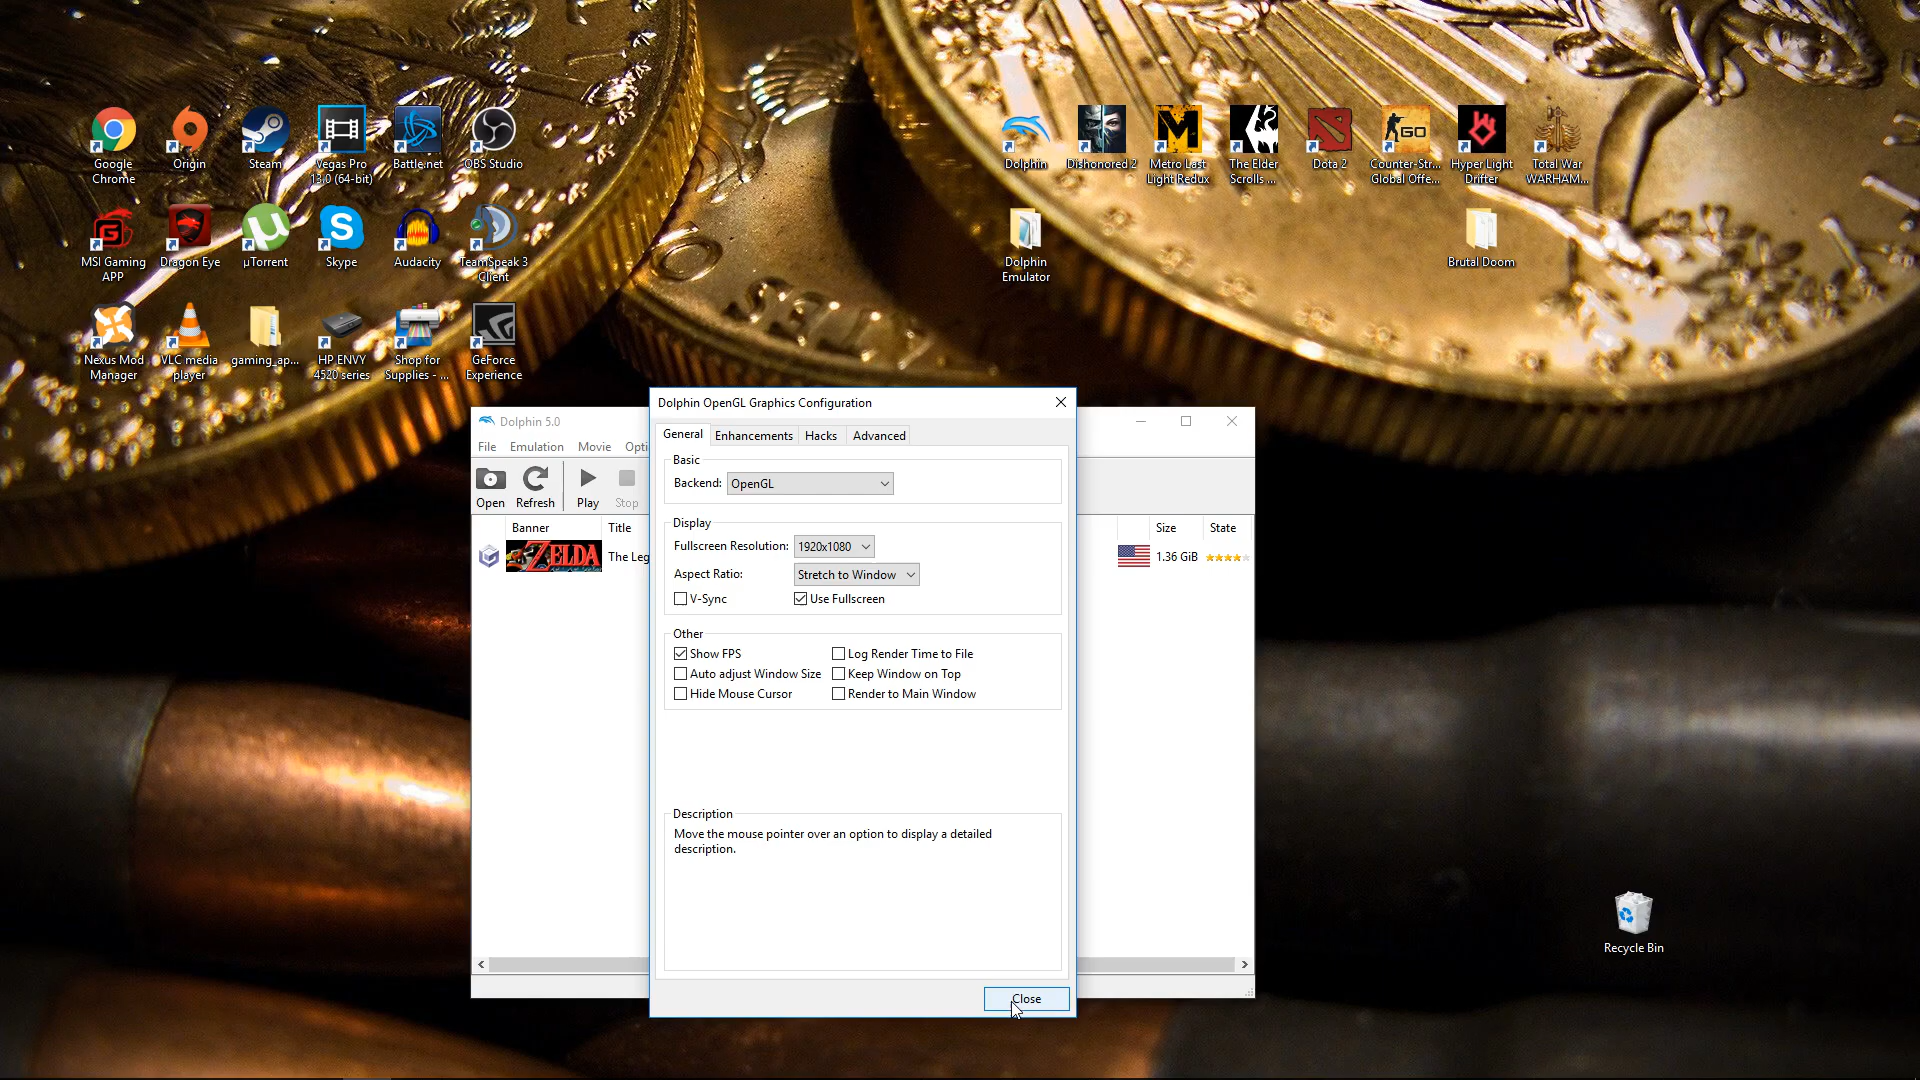 Google
Chrome
Origin
Steam
Vegas Pro
13.0 (64-bit)
Battle.net
OBS Studio
Dolphin
Dishonored 2
Metro Last
Light Redux
The Elder
Scrolls ...
Dota 2
Counter-Str...
Global Offe...
Hyper Light
Drifter
Total War
WARHAM...
MSI Gaming
APP
Dragon Eye
µTorrent
Skype
Audacity
TeamSpeak 3
Client
Dolphin
Emulator
Brutal Doom
Nexus Mod
Manager
VLC media
player
gaming_ap...
HP ENVY
4520 series
Shop for
Supplies - ...
GeForce
Experience
Dolphin 5.0
File Emulation Movie Opti
Open Refresh Play Stop
Banner Title Size State
ZELDA The Leg 1.36 GiB
Dolphin OpenGL Graphics Configuration
General Enhancements Hacks Advanced
Basic
Backend: OpenGL
Display
Fullscreen Resolution: 1920x1080
Aspect Ratio: Stretch to Window
V-Sync Use Fullscreen
Other
Show FPS Log Render Time to File
Auto adjust Window Size Keep Window on Top
Hide Mouse Cursor Render to Main Window
Description
Move the mouse pointer over an option to display a detailed
description.
Close
Recycle Bin